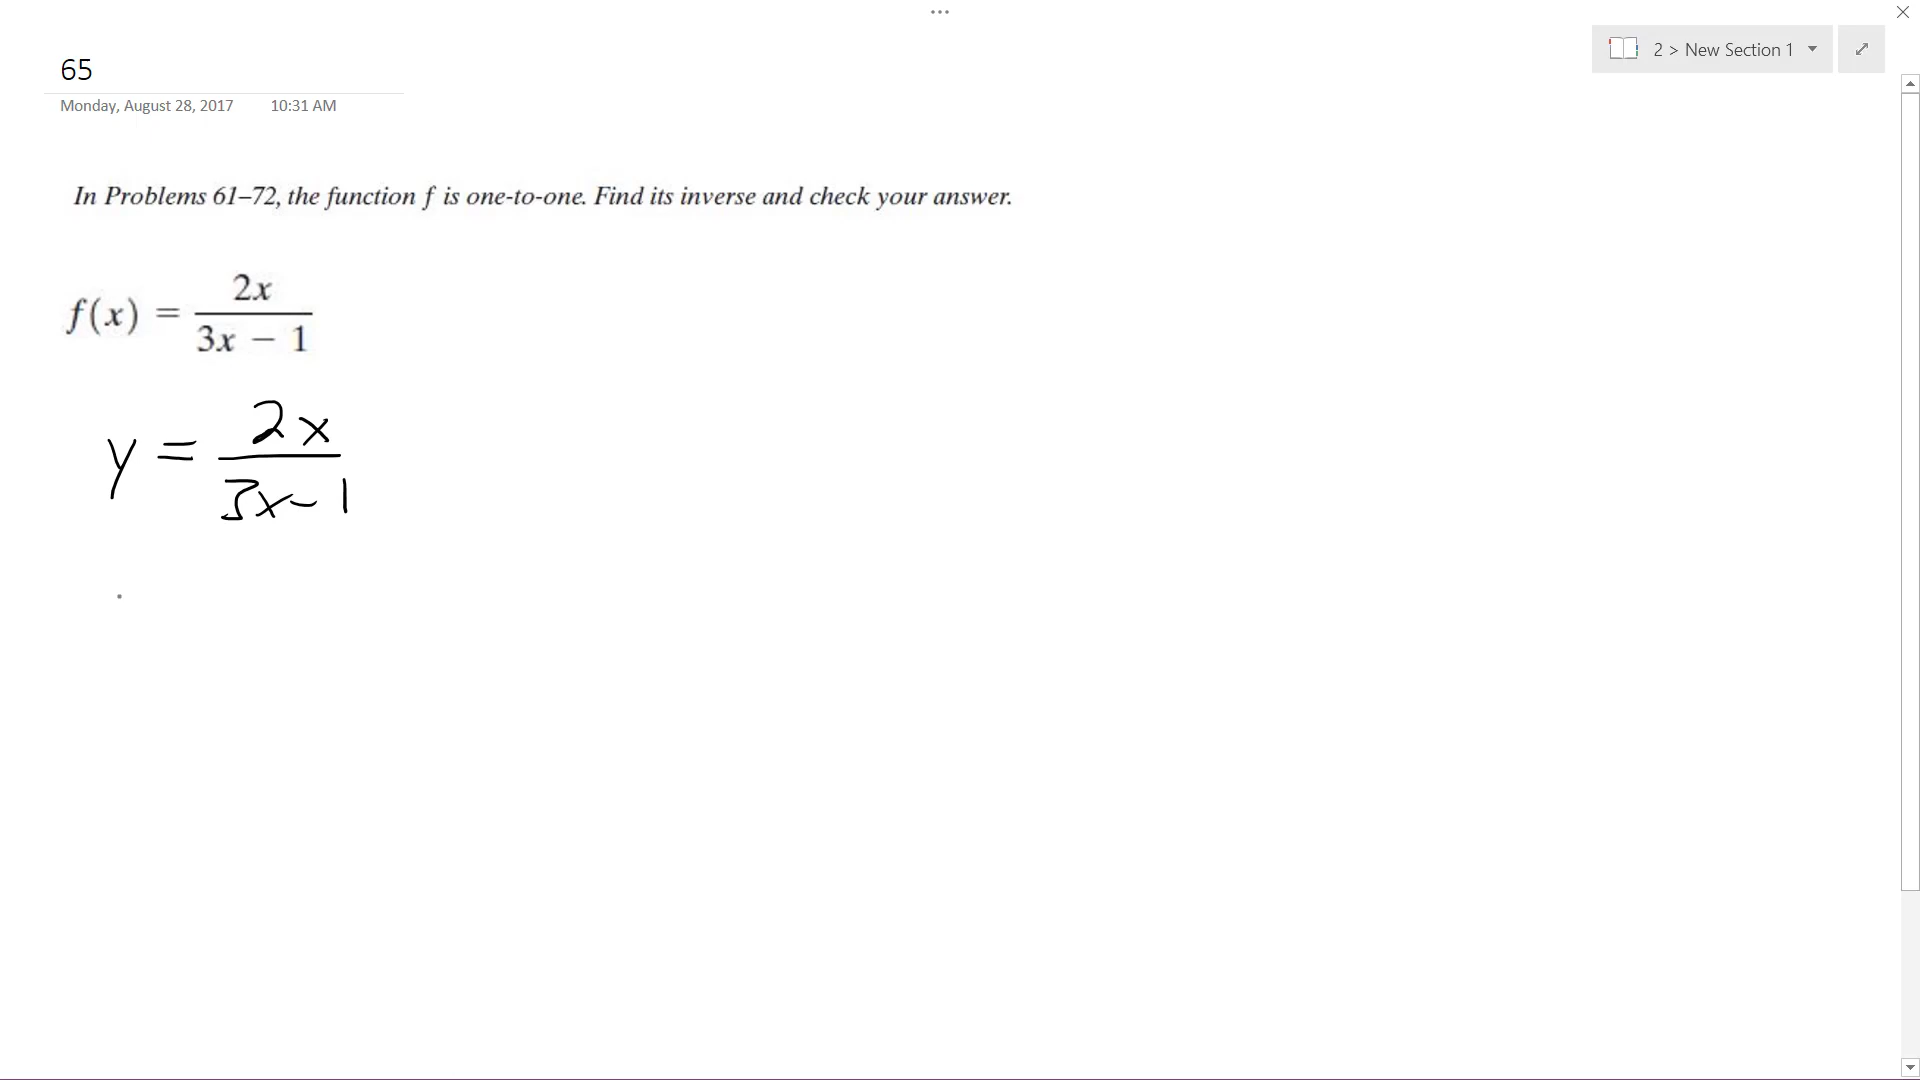 ...
2 > New Section 1
65
Monday, August 28, 2017 10:31 AM
In Problems 61–72, the function f is one-to-one. Find its inverse and check your answer.
f(x) = 2x / 3x − 1
y = 2x / 3x − 1